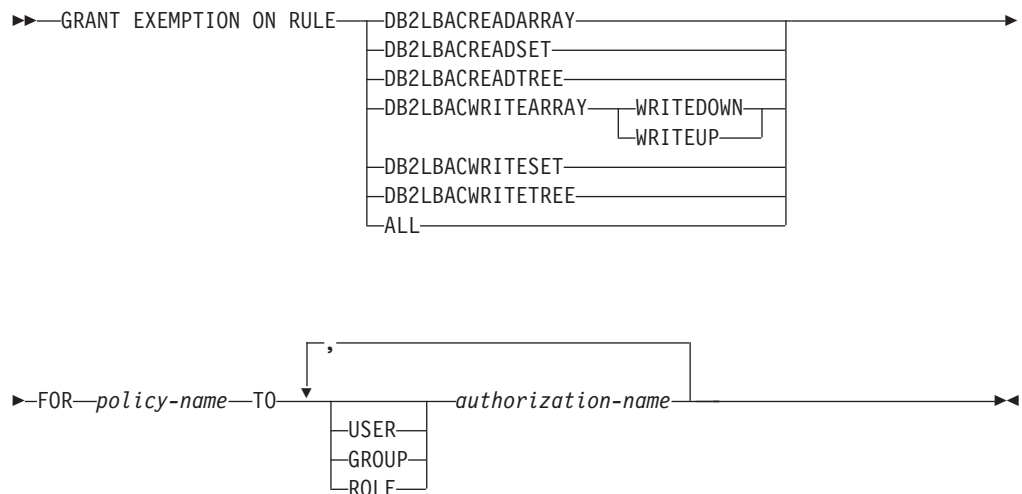 GRANT EXEMPTION ON RULE DB2LBACREADARRAY
DB2LBACREADSET
DB2LBACREADTREE
DB2LBACWRITEARRAY WRITEDOWN
WRITEUP
DB2LBACWRITESET
DB2LBACWRITETREE
ALL
,
FOR policy-name TO authorization-name
USER
GROUP
ROLE